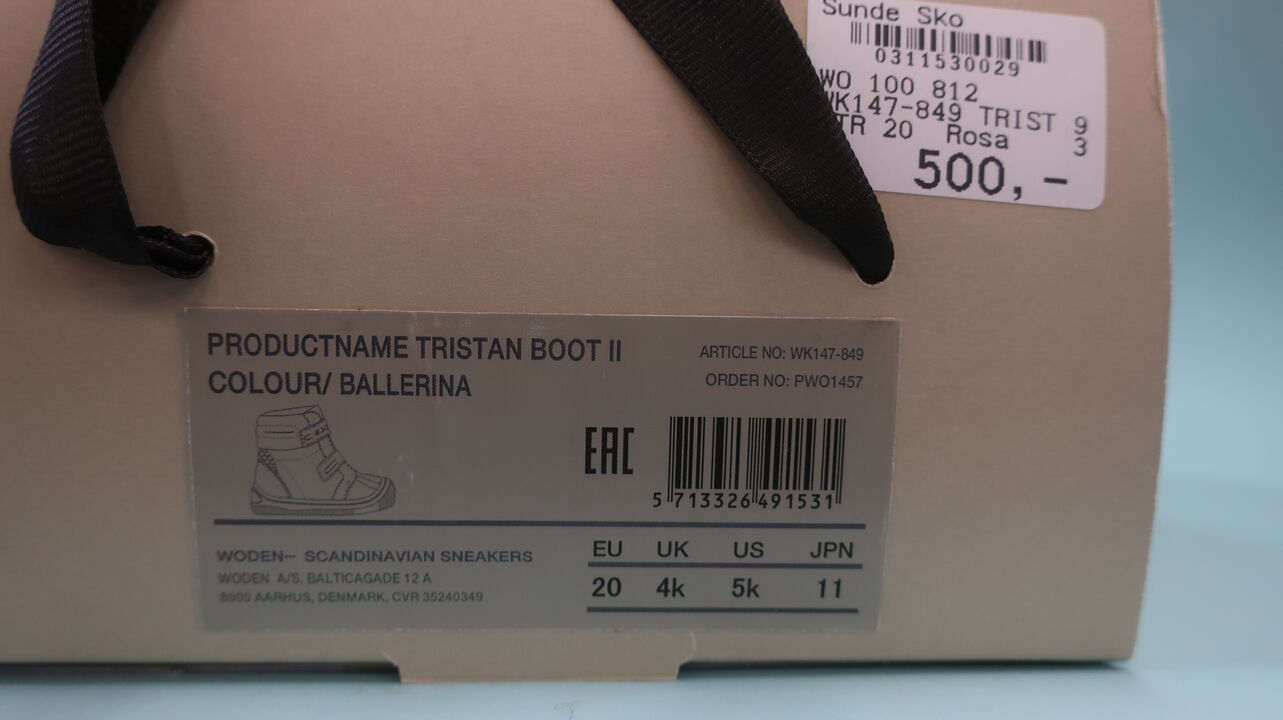 Sunde Sko
0311530029
WO 100 812
WK147-849 TRIST 9
TR 20 Rosa 3
500,-
PRODUCTNAME TRISTAN BOOT II
COLOUR/ BALLERINA
ARTICLE NO: WK147-849
ORDER NO: PWO1457
EAC
5 713326 491531
WODEN– SCANDINAVIAN SNEAKERS
WODEN A/S, BALTICAGADE 12 A
8000 AARHUS, DENMARK, CVR 35240349
EU UK US JPN
20 4k 5k 11